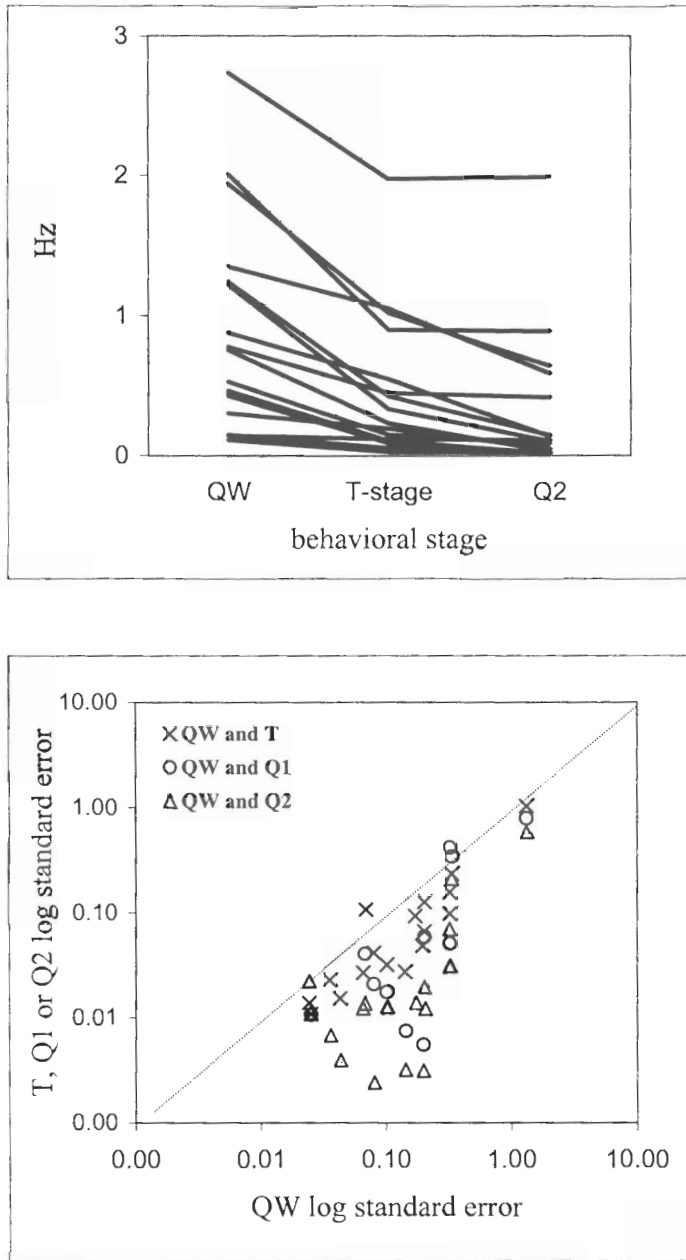 3
2
Hz
1
0
QW T-stage Q2
behavioral stage
10.00
× QW and T
○ QW and Q1
△ QW and Q2
1.00
0.10
0.01
0.00
T, Q1 or Q2 log standard error
0.00 0.01 0.10 1.00 10.00
QW log standard error